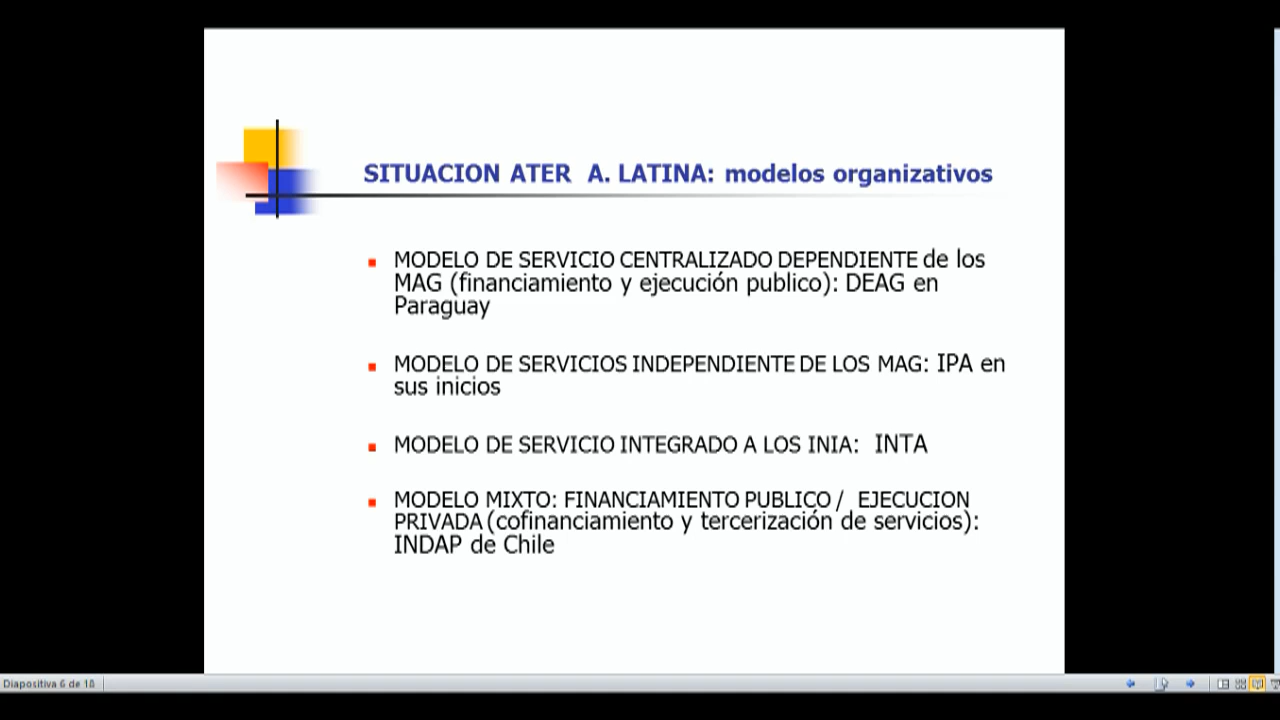 SITUACION ATER A. LATINA: modelos organizativos
MODELO DE SERVICIO CENTRALIZADO DEPENDIENTE de los
MAG (financiamiento y ejecución publico): DEAG en
Paraguay
MODELO DE SERVICIOS INDEPENDIENTE DE LOS MAG: IPA en
sus inicios
MODELO DE SERVICIO INTEGRADO A LOS INIA: INTA
MODELO MIXTO: FINANCIAMIENTO PUBLICO / EJECUCION
PRIVADA (cofinanciamiento y tercerización de servicios):
INDAP de Chile
Diapositiva 6 de 18